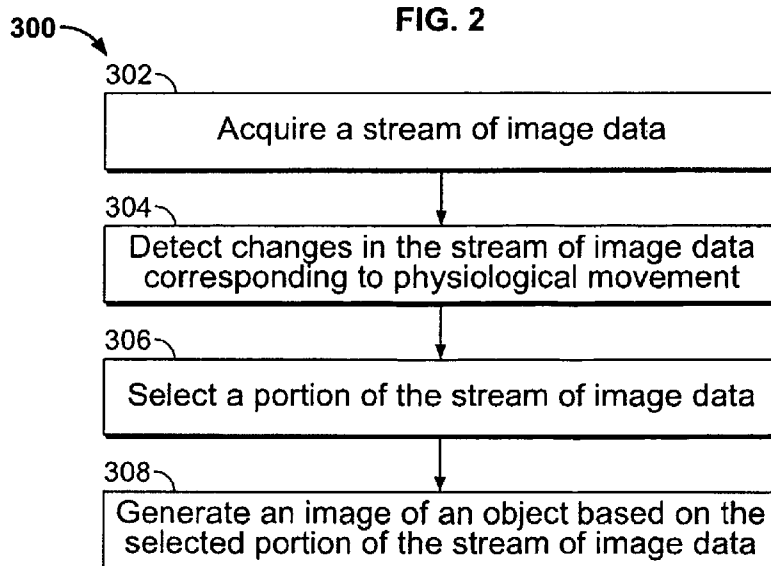 FIG. 2
300
302
Acquire a stream of image data
304
Detect changes in the stream of image data
corresponding to physiological movement
306
Select a portion of the stream of image data
308
Generate an image of an object based on the
selected portion of the stream of image data